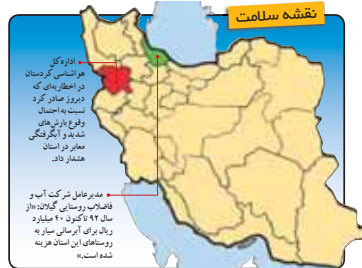 نقشه سلامت
اداره‌کل
هواشناسی کردستان
در اخطاریه‌ای که
دیروز صادر کرد
نسبت به احتمال
وقوع بارش‌های
شدید و آبگرفتگی
معابر در استان
هشدار داد.
مدیرعامل شرکت آب و
فاضلاب روستایی گیلان: «از
سال ۹۲ تاکنون ۴۰ میلیارد
ریال برای آبرسانی سیار به
روستاهای این استان هزینه
شده است.»